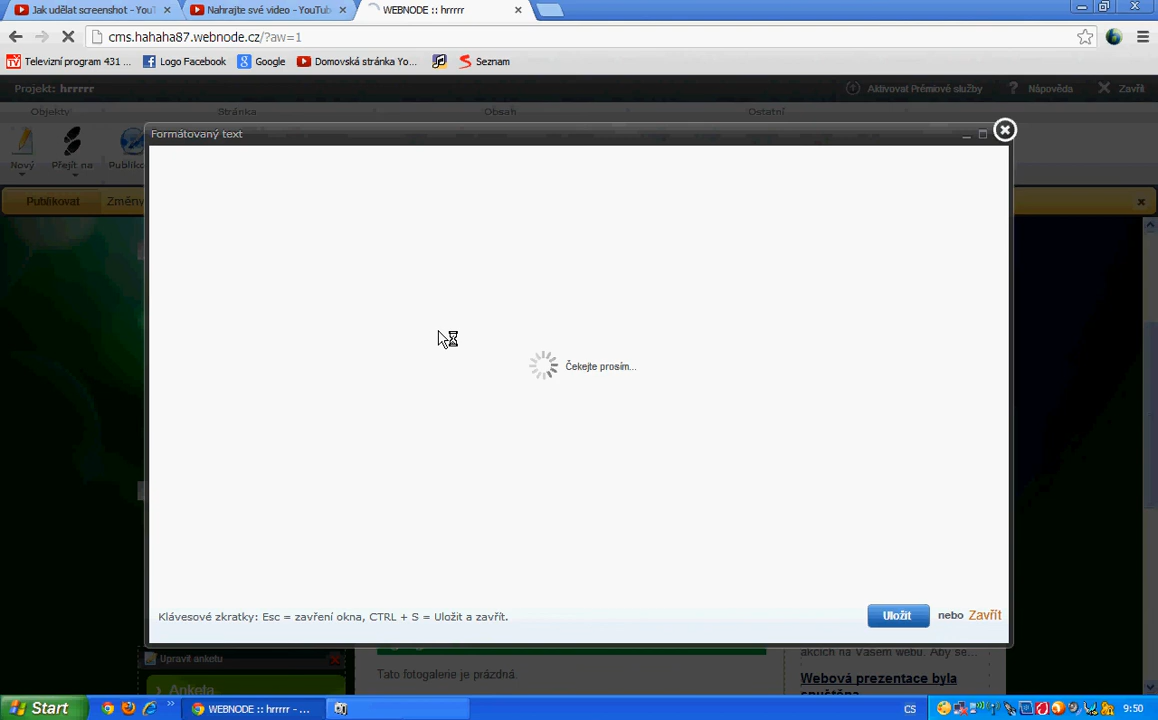 Jak udělat screenshot - YouT
Nahrajte své video - YouTub
WEBNODE :: hrrrrr
cms.hahaha87.webnode.cz/?aw=1
Televizní program 431 ...
Logo Facebook
Google
Domovská stránka Yo...
Seznam
Projekt: hrrrrr
Aktivovat Prémiové služby
Nápověda
Zavřít
Objekty
Stránka
Obsah
Ostatní
Nový
Přejít na
Publiko
Formátovaný text
Publikovat
Změny
Čekejte prosím...
Klávesové zkratky: Esc = zavření okna, CTRL + S = Uložit a zavřít.
Uložit
nebo Zavřít
Upravit anketu
Anketa
Tato fotogalerie je prázdná.
akcích na Vašem webu. Aby se...
Webová prezentace byla
spuštěna
Start
WEBNODE :: hrrrrr - ...
CS
9:50